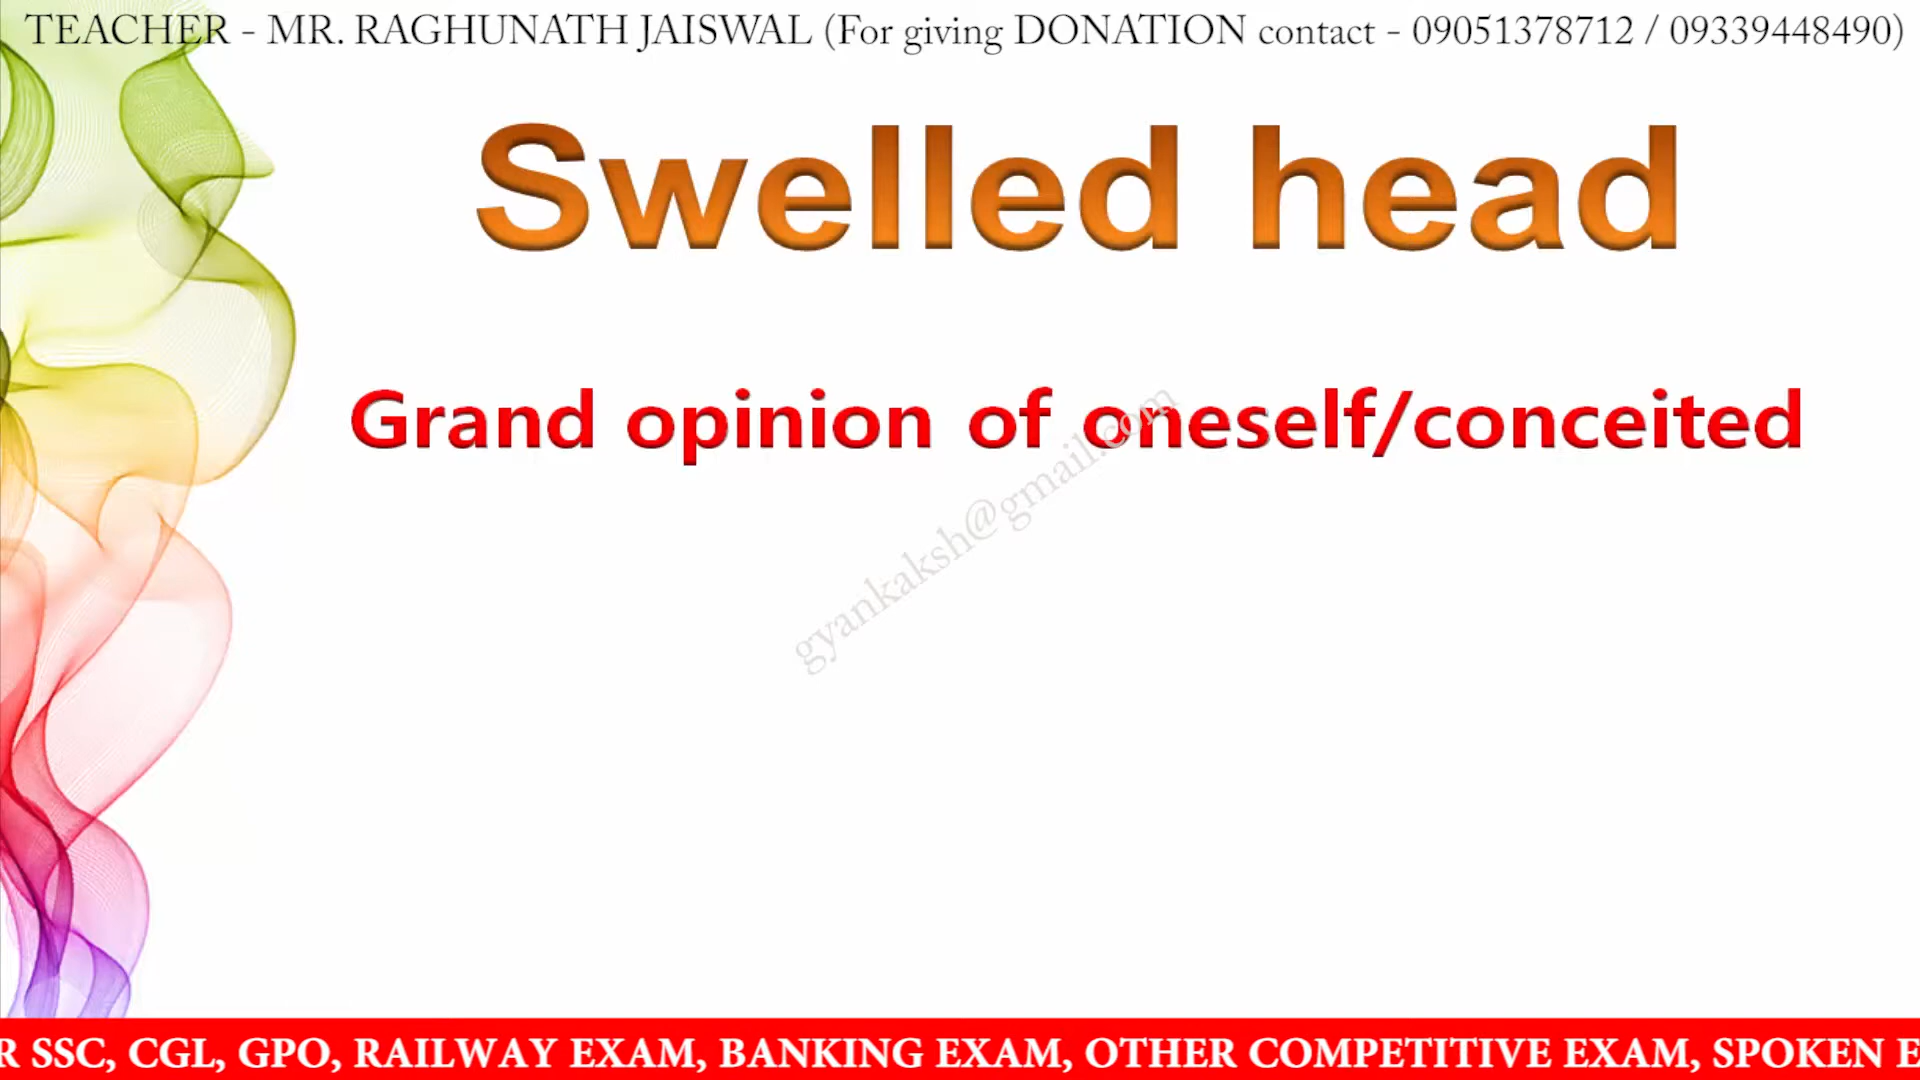 TEACHER - MR. RAGHUNATH JAISWAL (For giving DONATION contact - 09051378712 / 09339448490)
Swelled head
Grand opinion of oneself/conceited
gyankaksh@gmail.com
R SSC, CGL, GPO, RAILWAY EXAM, BANKING EXAM, OTHER COMPETITIVE EXAM, SPOKEN E